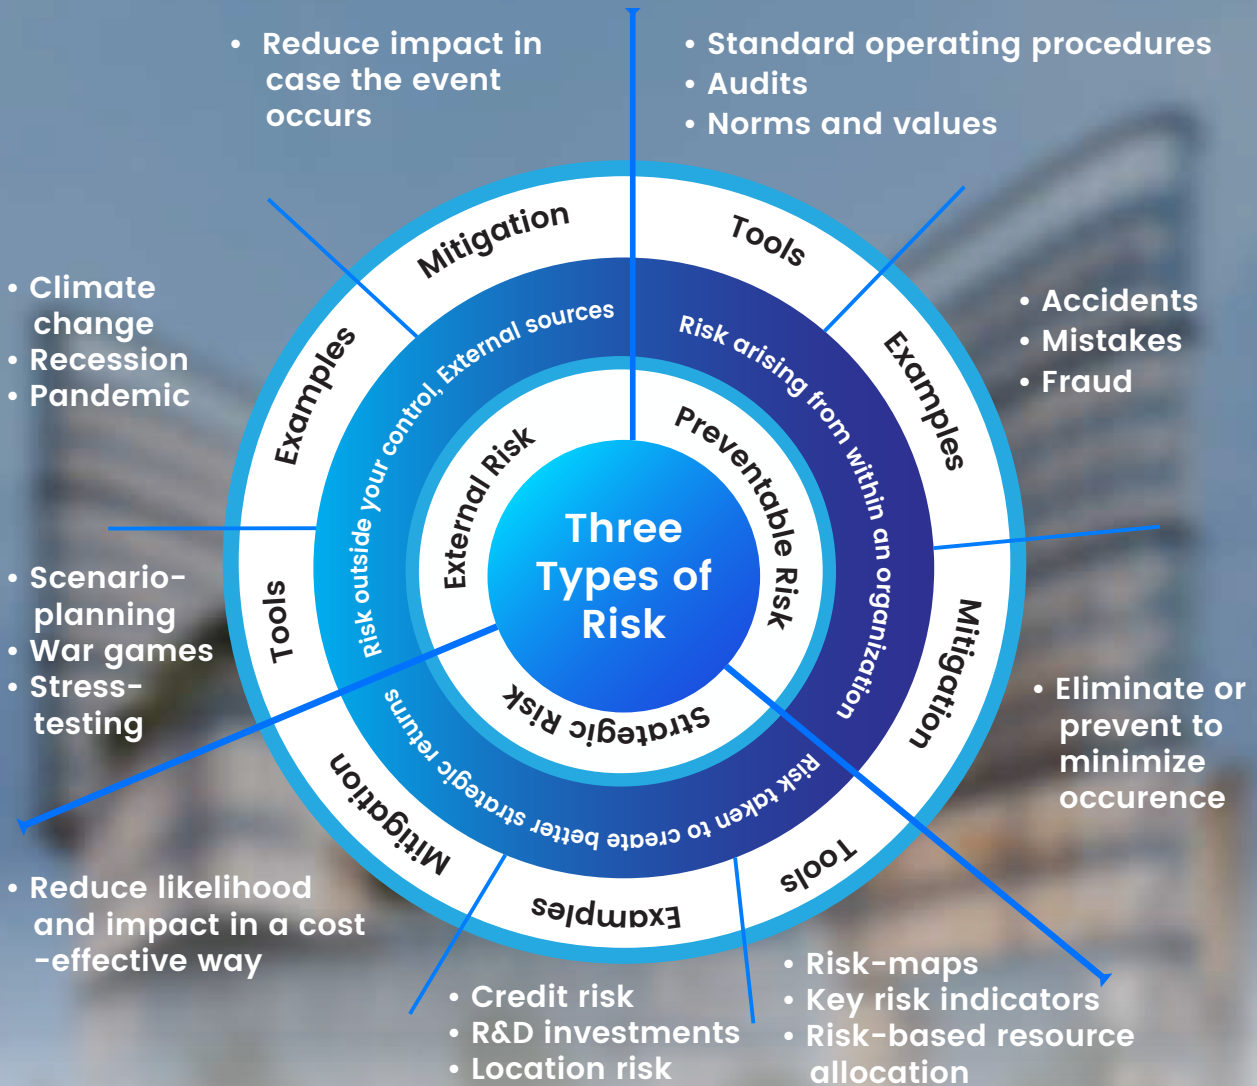 Three
Types of
Risk
Preventable Risk
Risk arising from within an organization
Tools
• Standard operating procedures
• Audits
• Norms and values
Examples
• Accidents
• Mistakes
• Fraud
Mitigation
• Eliminate or
prevent to
minimize
occurence
Strategic Risk
Risk taken to create better strategic returns
Tools
• Risk-maps
• Key risk indicators
• Risk-based resource
allocation
Examples
• Credit risk
• R&D investments
• Location risk
Mitigation
• Reduce likelihood
and impact in a cost
-effective way
External Risk
Risk outside your control, External sources
Tools
• Scenario-
planning
• War games
• Stress-
testing
Examples
• Climate
change
• Recession
• Pandemic
Mitigation
• Reduce impact in
case the event
occurs